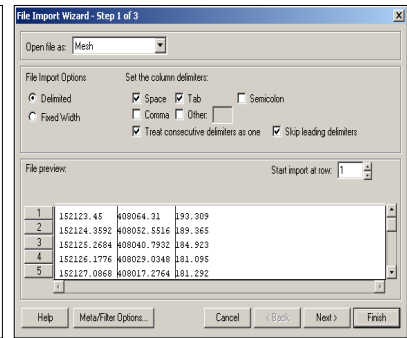 File Import Wizard - Step 1 of 3
Open file as: Mesh
File Import Options
Set the column delimiters:
Delimited
Space Tab Semicolon
Fixed Width
Comma Other:
Treat consecutive delimiters as one Skip leading delimiters
File preview: Start import at row: 1
1 152123.45 408064.31 193.309
2 152124.3592 408052.5516 189.365
3 152125.2684 408040.7932 184.923
4 152126.1776 408029.0348 181.095
5 152127.0868 408017.2764 181.292
Help Meta/Filter Options... Cancel < Back Next > Finish